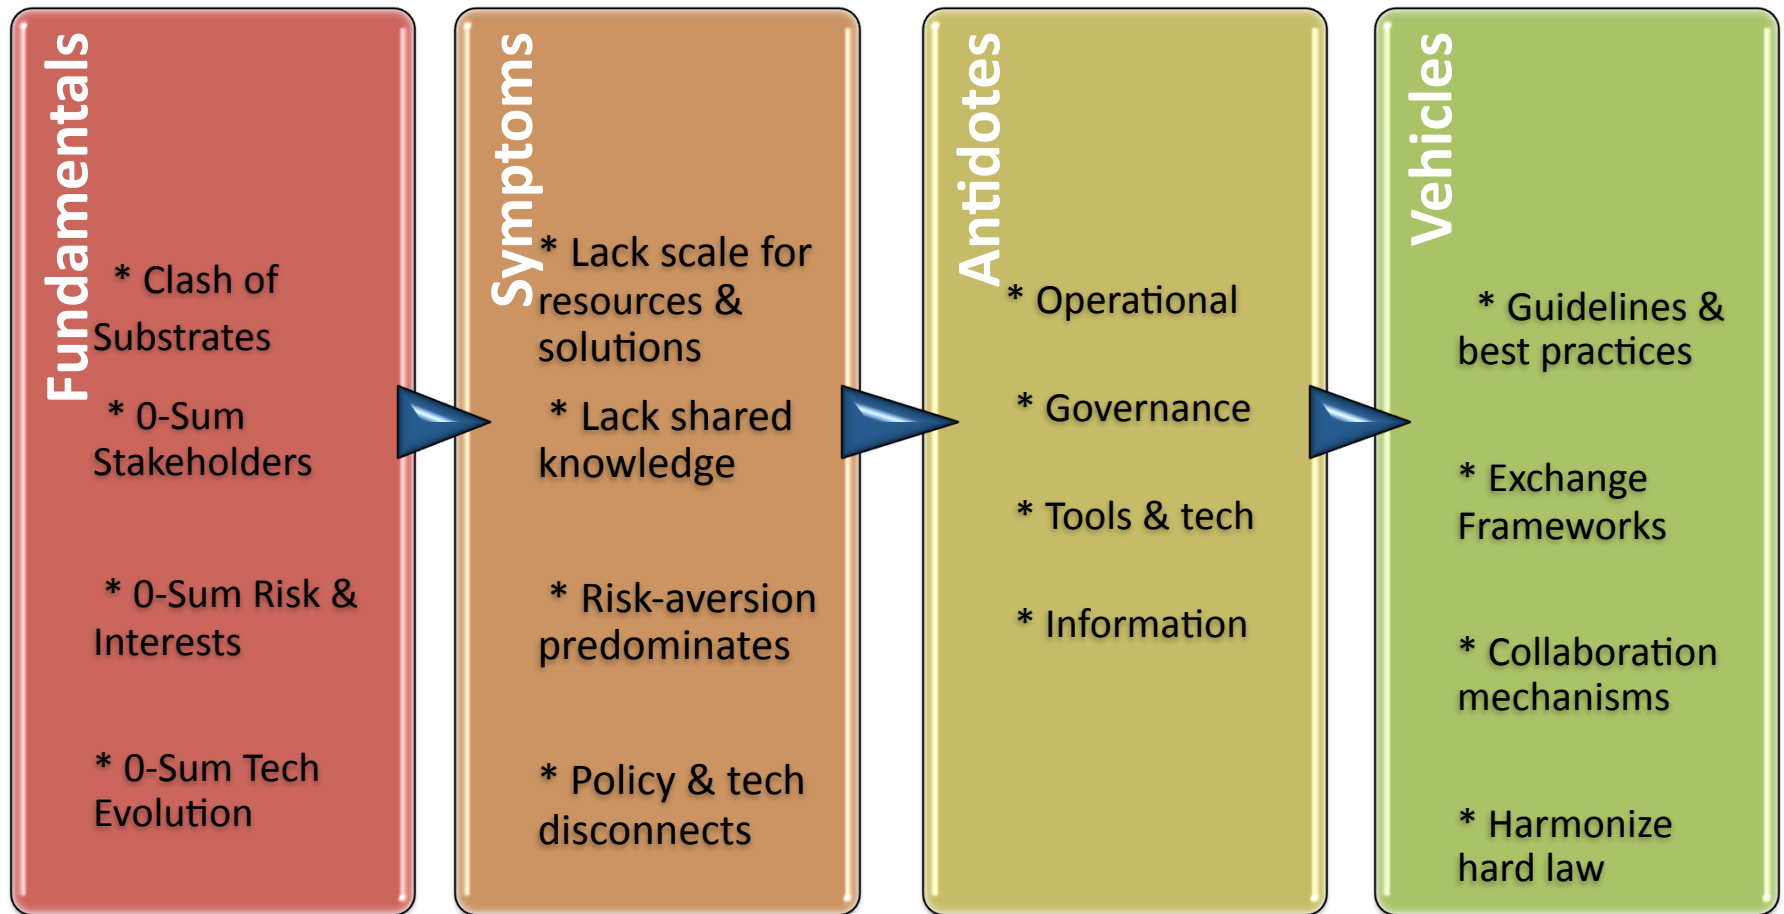 Fundamentals
* Clash of
Substrates
* 0-Sum
Stakeholders
* 0-Sum Risk &
Interests
* 0-Sum Tech
Evolution
Symptoms
* Lack scale for
resources &
solutions
* Lack shared
knowledge
* Risk-aversion
predominates
* Policy & tech
disconnects
Antidotes
* Operational
* Governance
* Tools & tech
* Information
Vehicles
* Guidelines &
best practices
* Exchange
Frameworks
* Collaboration
mechanisms
* Harmonize
hard law